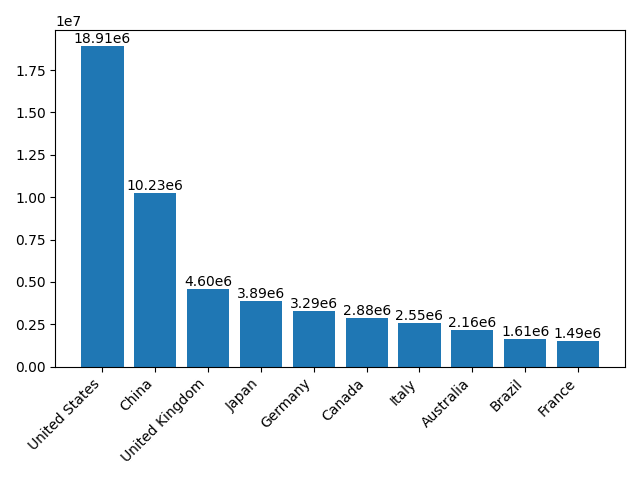 1e7
1.75
1.50
1.25
1.00
0.75
0.50
0.25
0.00
18.91e6
10.23e6
4.60e6
3.89e6
3.29e6
2.88e6
2.55e6
2.16e6
1.61e6
1.49e6
United States
China
United Kingdom
Japan
Germany
Canada
Italy
Australia
Brazil
France